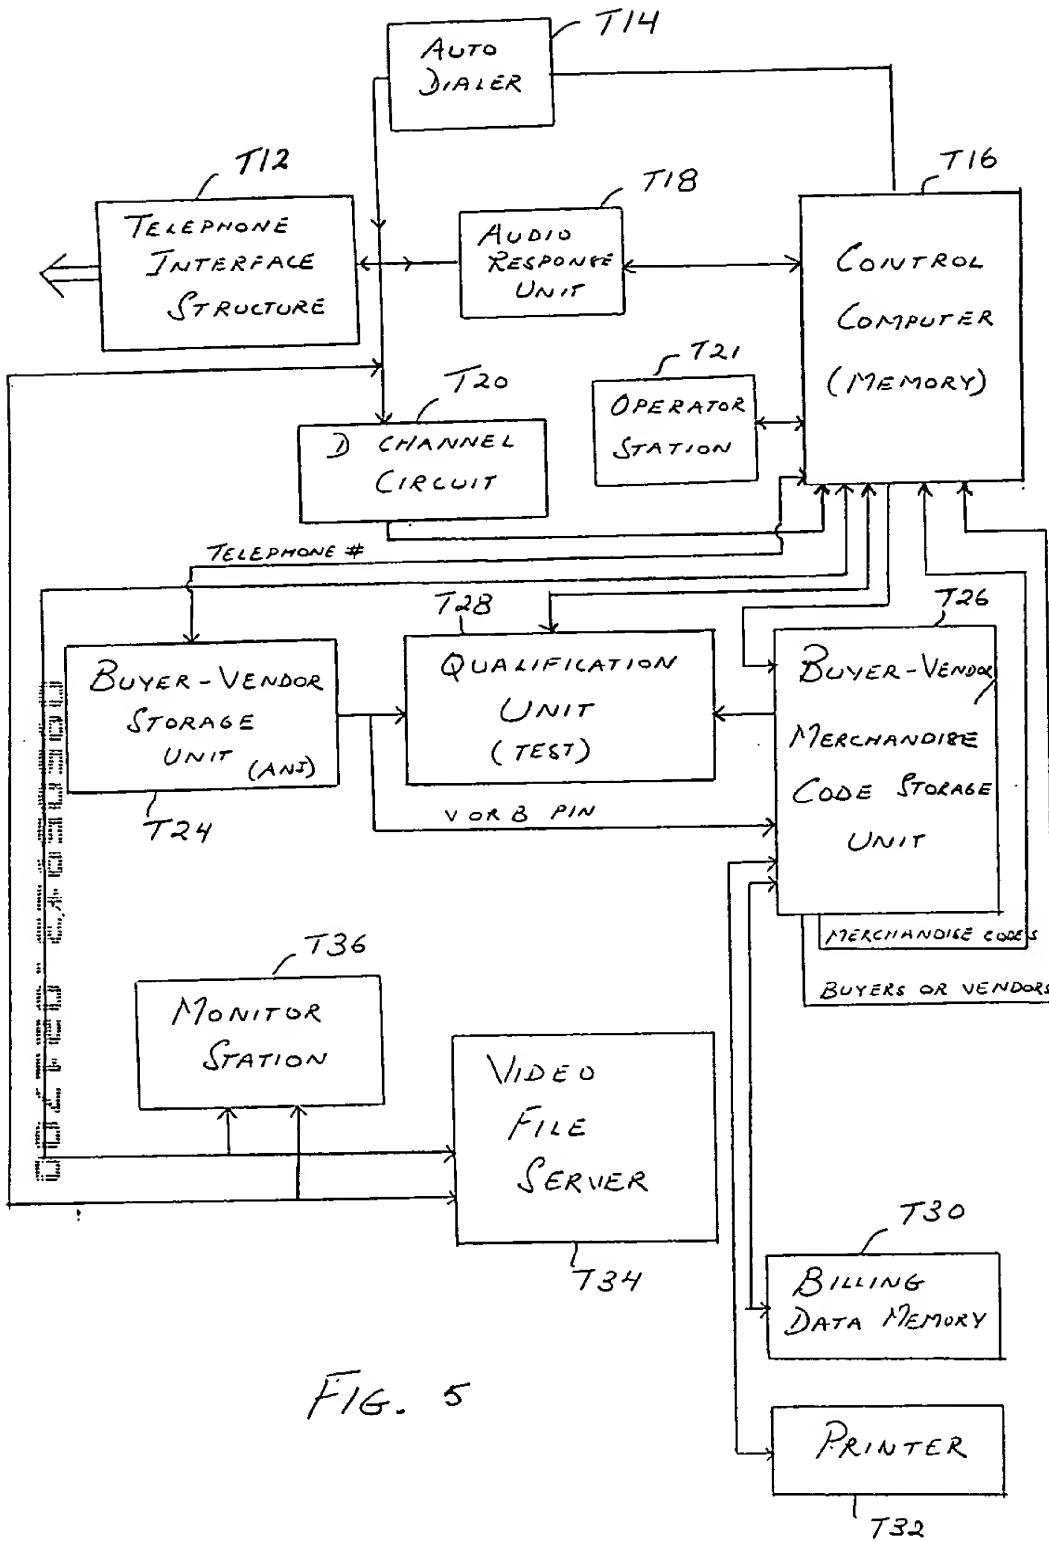 T14
AUTO
DIALER
T12
T18
T16
TELEPHONE
INTERFACE
STRUCTURE
AUDIO
RESPONSE
UNIT
CONTROL
COMPUTER
(MEMORY)
T21
T20
OPERATOR
STATION
D CHANNEL
CIRCUIT
TELEPHONE #
T28
T26
BUYER-VENDOR
STORAGE
UNIT (ANI)
QUALIFICATION
UNIT
(TEST)
BUYER-VENDOR
MERCHANDISE
CODE STORAGE
UNIT
V OR B PIN
T24
MERCHANDISE CODES
BUYERS OR VENDORS
T36
MONITOR
STATION
VIDEO
FILE
SERVER
T34
T30
BILLING
DATA MEMORY
PRINTER
T32
FIG. 5